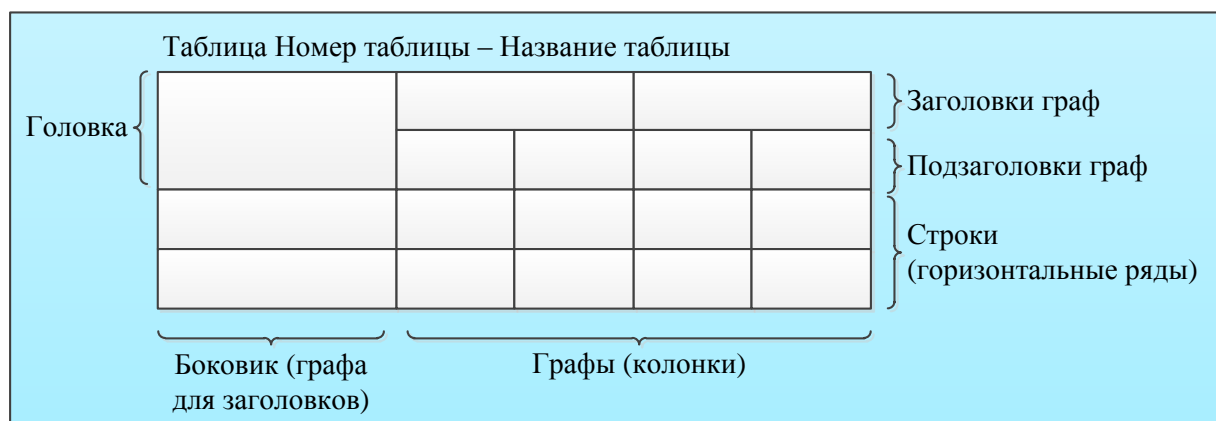 Таблица Номер таблицы – Название таблицы
Головка
Заголовки граф
Подзаголовки граф
Строки
(горизонтальные ряды)
Боковик (графа
для заголовков)
Графы (колонки)